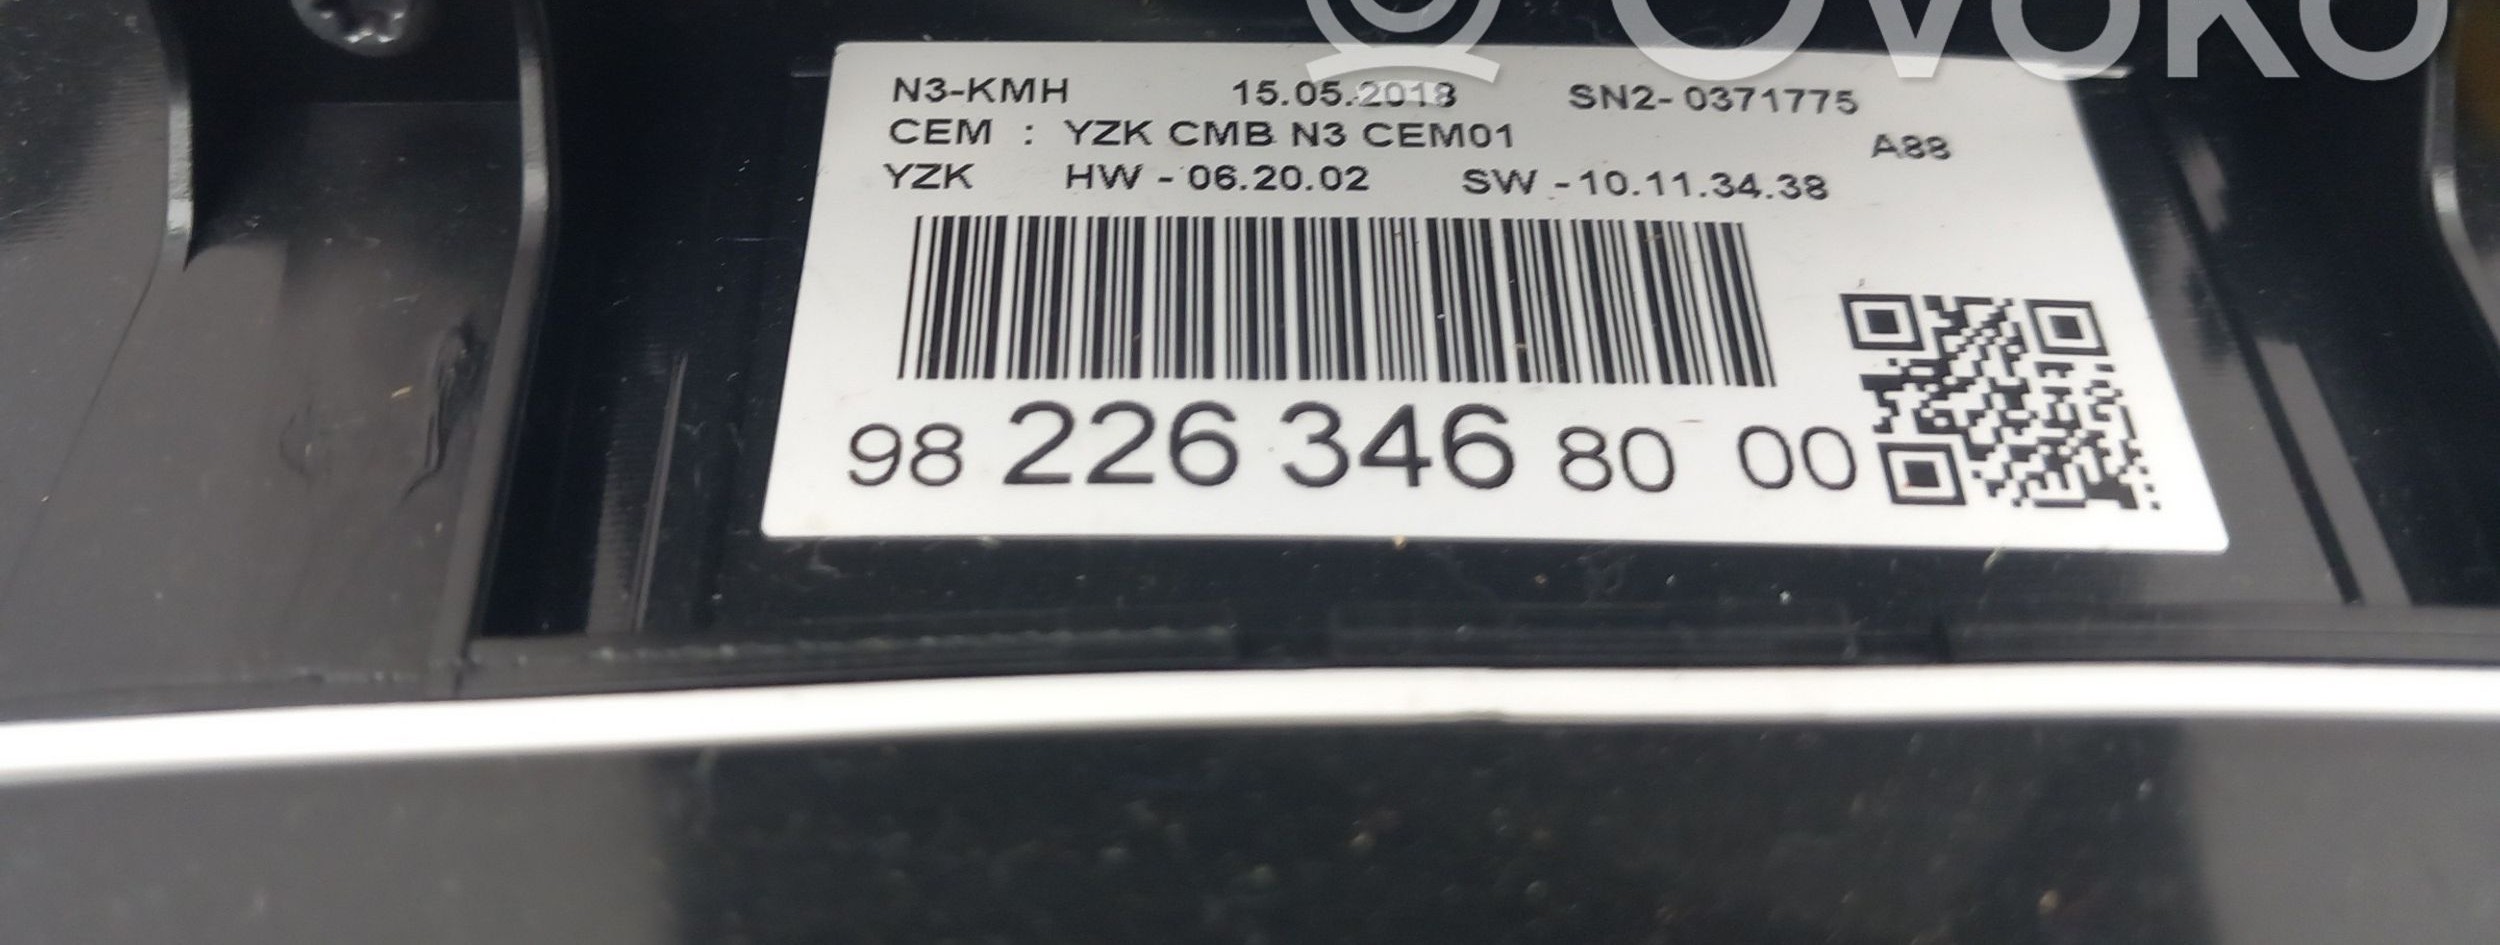 OVOKO
N3-KMH 15.05.2018 SN2-0371775
CEM : YZK CMB N3 CEM01 A88
YZK HW - 06.20.02 SW -10.11.34.38
98 226 346 80 00